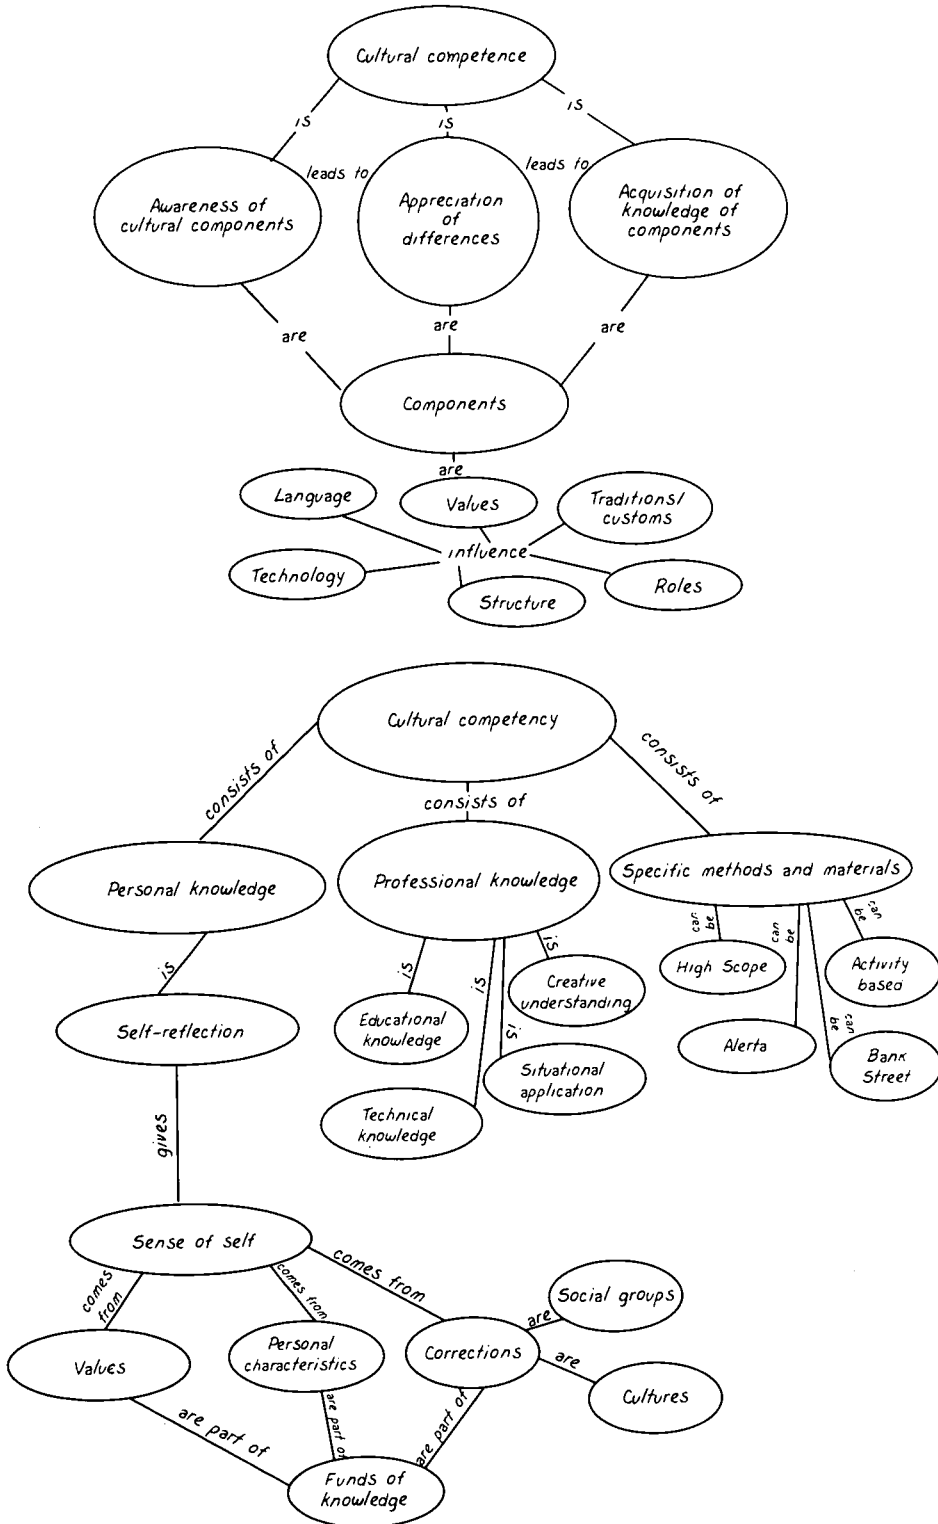 Cultural competence
is
is
is
leads to
leads to
Awareness of
cultural components
Appreciation
of
differences
Acquisition of
knowledge of
components
are
are
are
Components
are
Language
Values
Traditions/
customs
influence
Technology
Structure
Roles
Cultural competency
consists of
consists of
consists of
Personal knowledge
Professional knowledge
Specific methods and materials
is
is
is
is
is
can
be
can
be
can
be
can
be
Self-reflection
Educational
knowledge
Creative
understanding
High Scope
Activity
based
Technical
knowledge
Situational
application
Alerta
Bank
Street
gives
Sense of self
comes
from
comes from
comes from
Values
Personal
characteristics
Corrections
are
Social groups
are
Cultures
are part of
are part of
are part of
Funds of
knowledge